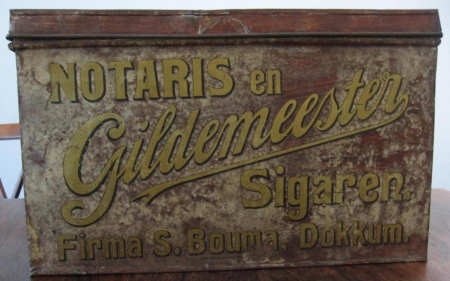 NOTARIS en
Gildemeester
Sigaren.
Firma S. Bouma, Dokkum.